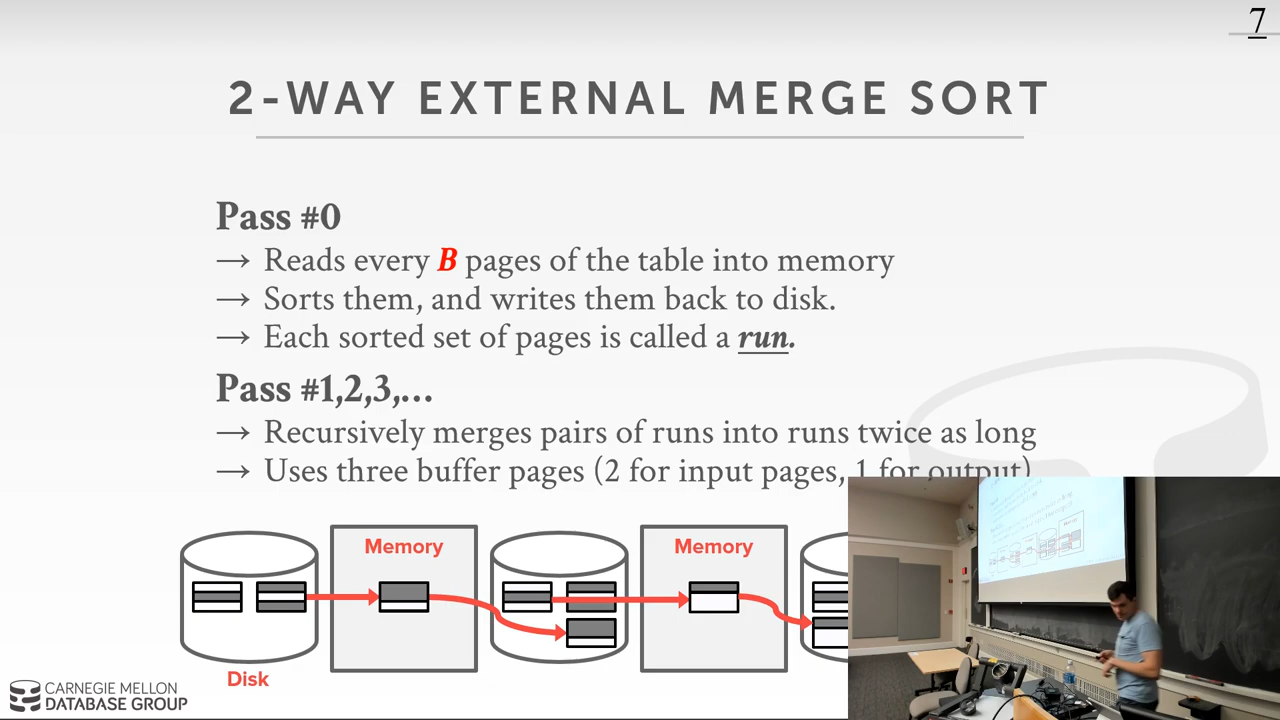 7
2-WAY EXTERNAL MERGE SORT
Pass #0
→ Reads every B pages of the table into memory
→ Sorts them, and writes them back to disk.
→ Each sorted set of pages is called a run.
Pass #1,2,3,…
→ Recursively merges pairs of runs into runs twice as long
→ Uses three buffer pages (2 for input pages, 1 for output)
Memory
Memory
Disk
CARNEGIE MELLON
DATABASE GROUP